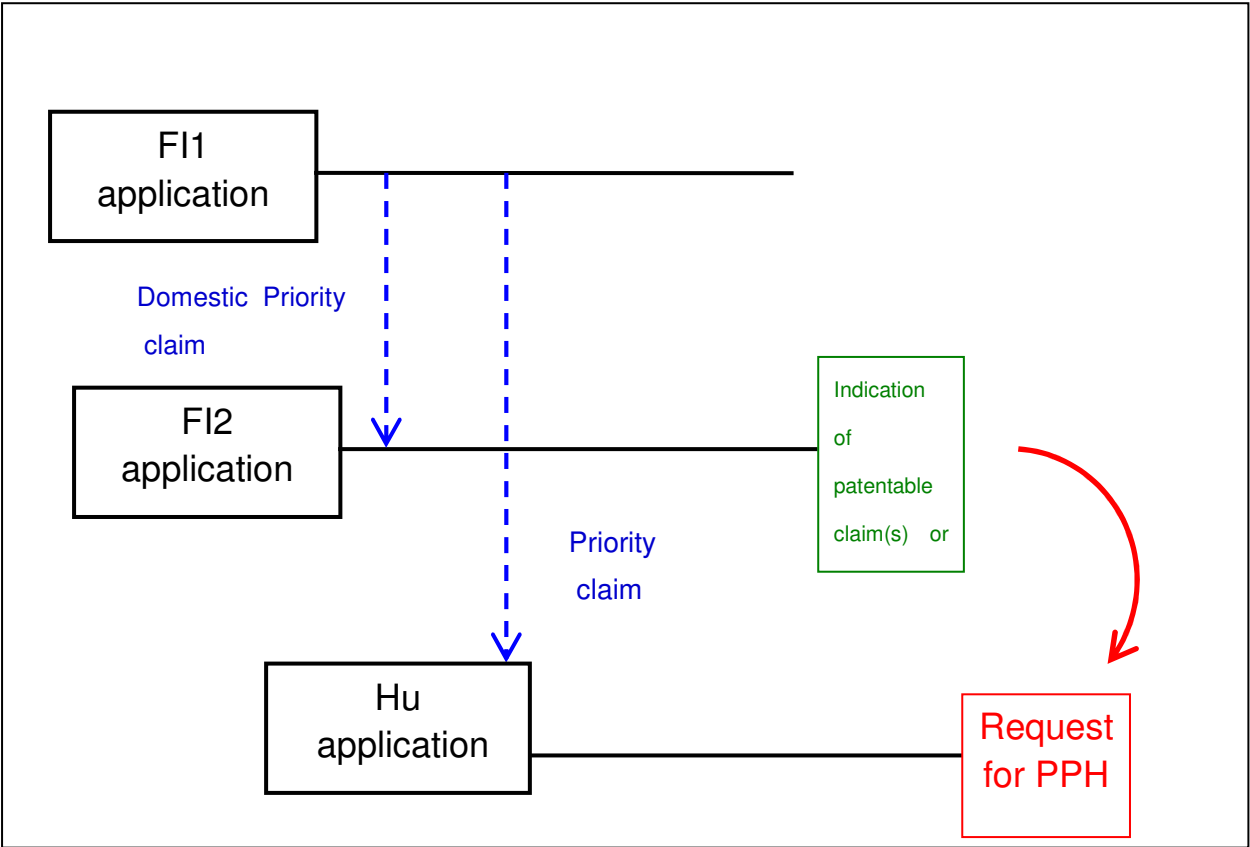 FI1
application
Domestic Priority
claim
FI2
application
Indication
of
patentable
claim(s) or
Priority
claim
Hu
application
Request
for PPH